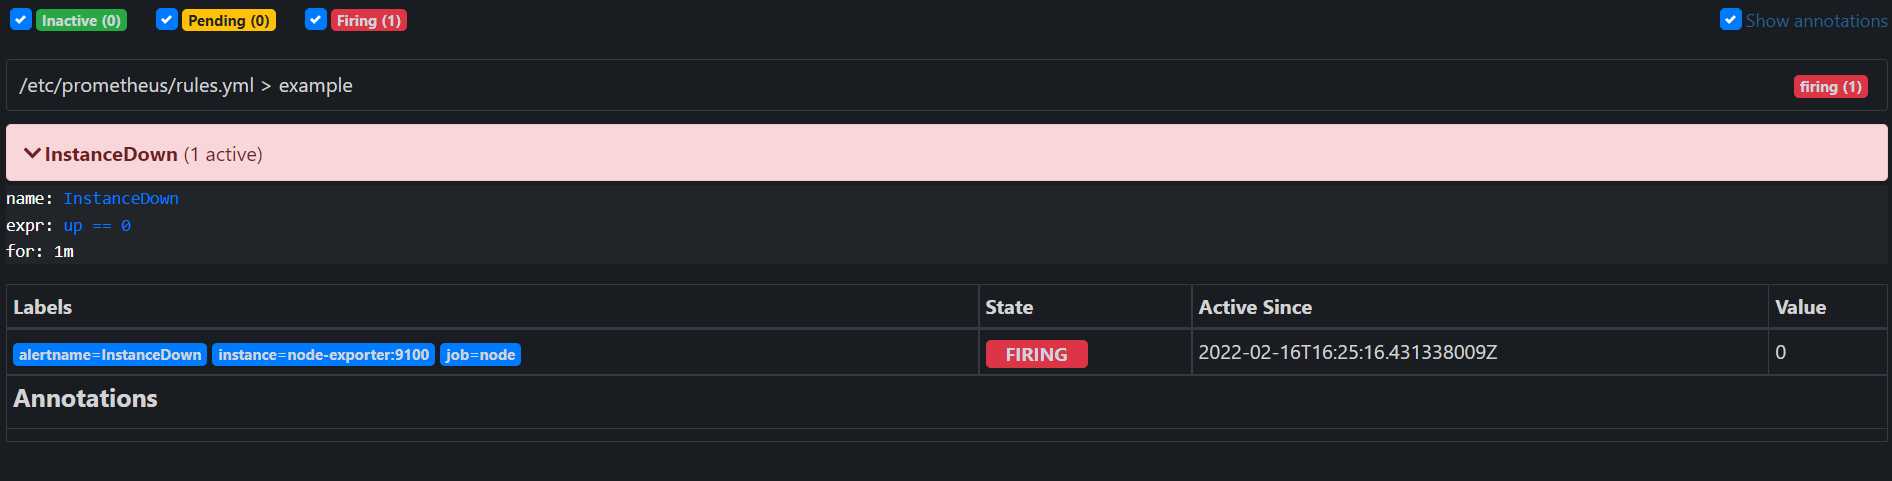 Inactive (0) Pending (0) Firing (1) Show annotations
/etc/prometheus/rules.yml > example firing (1)
InstanceDown (1 active)
name: InstanceDown
expr: up == 0
for: 1m
Labels State Active Since Value
alertname=InstanceDown instance=node-exporter:9100 job=node FIRING 2022-02-16T16:25:16.431338009Z 0
Annotations